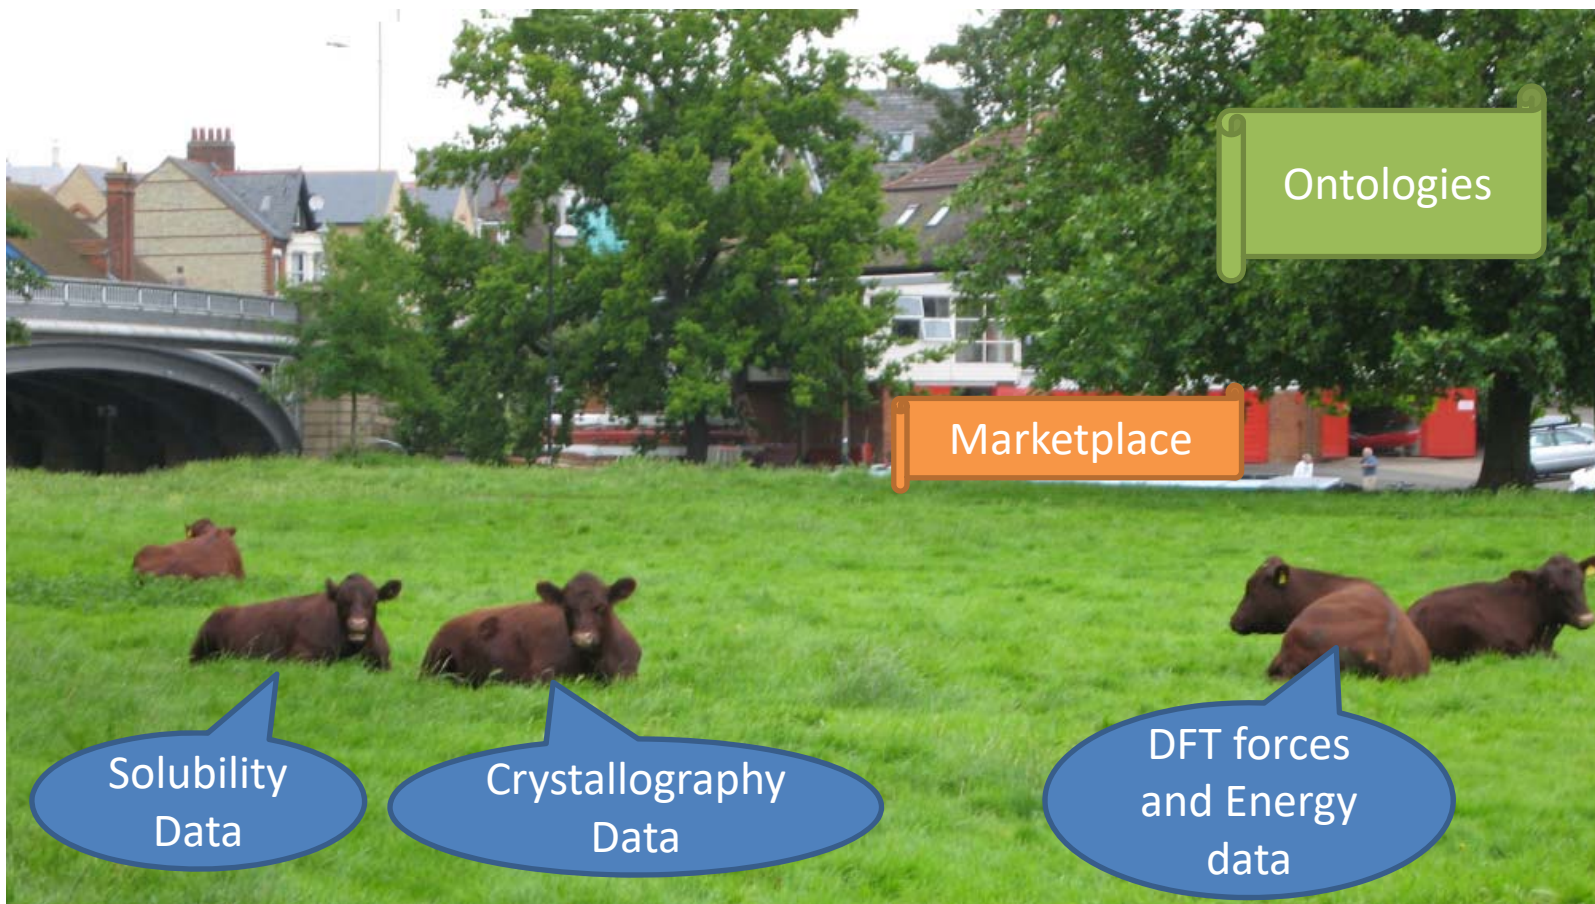 Ontologies
Marketplace
Solubility
Data
Crystallography
Data
DFT forces
and Energy
data